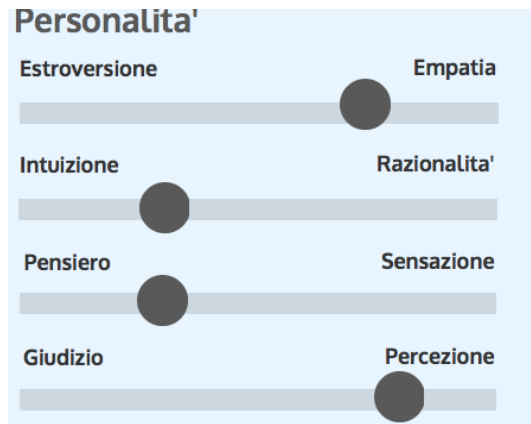 Personalita'
Estroversione Empatia
Intuizione Razionalita'
Pensiero Sensazione
Giudizio Percezione